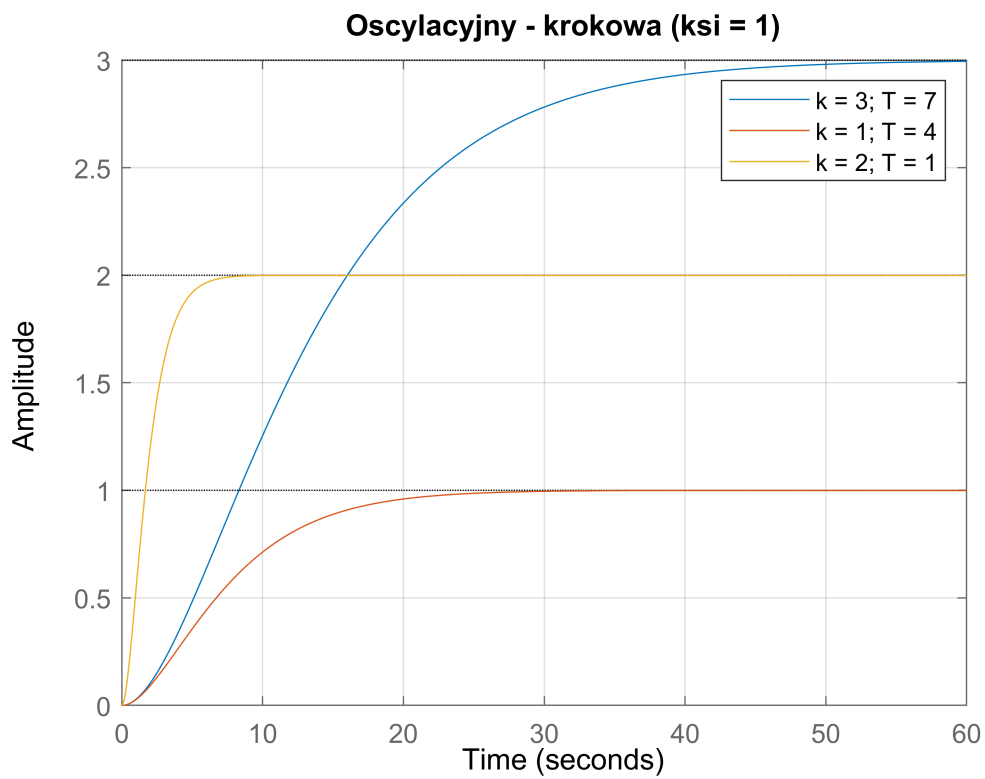 Oscylacyjny - krokowa (ksi = 1)
3
2.5
2
1.5
1
0.5
0
Amplitude
k = 3; T = 7
k = 1; T = 4
k = 2; T = 1
0 10 20 30 40 50 60
Time (seconds)